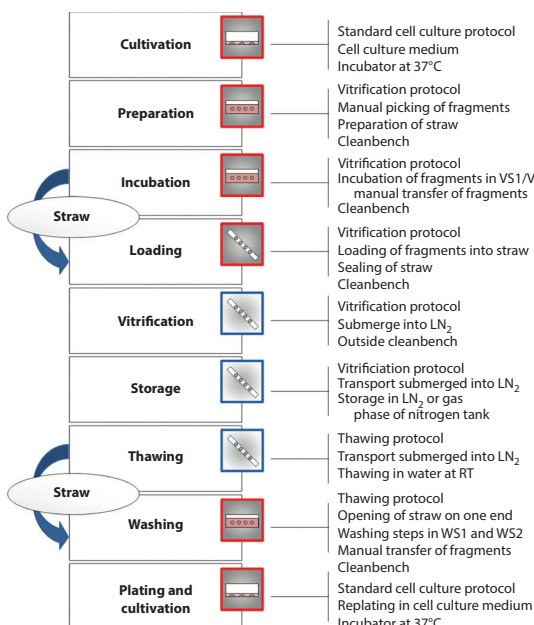 Cultivation
Standard cell culture protocol
Cell culture medium
Incubator at 37°C
Preparation
Vitrification protocol
Manual picking of fragments
Preparation of straw
Cleanbench
Incubation
Vitrification protocol
Incubation of fragments in VS1/V
manual transfer of fragments
Cleanbench
Straw
Loading
Vitrification protocol
Loading of fragments into straw
Sealing of straw
Cleanbench
Vitrification
Vitrification protocol
Submerge into LN2
Outside cleanbench
Storage
Vitrificiation protocol
Transport submerged into LN2
Storage in LN2 or gas
phase of nitrogen tank
Thawing
Thawing protocol
Transport submerged into LN2
Thawing in water at RT
Straw
Washing
Thawing protocol
Opening of straw on one end
Washing steps in WS1 and WS2
Manual transfer of fragments
Cleanbench
Plating and
cultivation
Standard cell culture protocol
Replating in cell culture medium
Incubator at 37°C